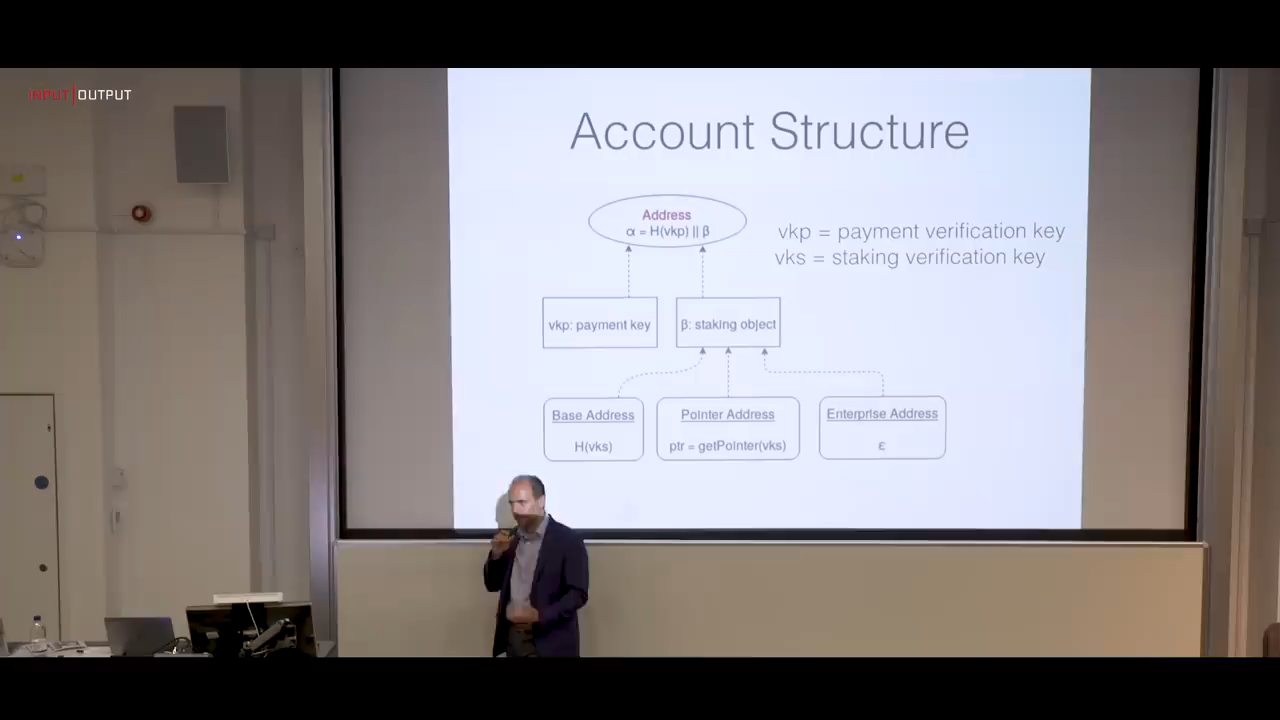 INPUT|OUTPUT
Account Structure
Address
α = H(vkp) || β
vkp = payment verification key
vks = staking verification key
vkp: payment key
β: staking object
Base Address
H(vks)
Pointer Address
ptr = getPointer(vks)
Enterprise Address
ε